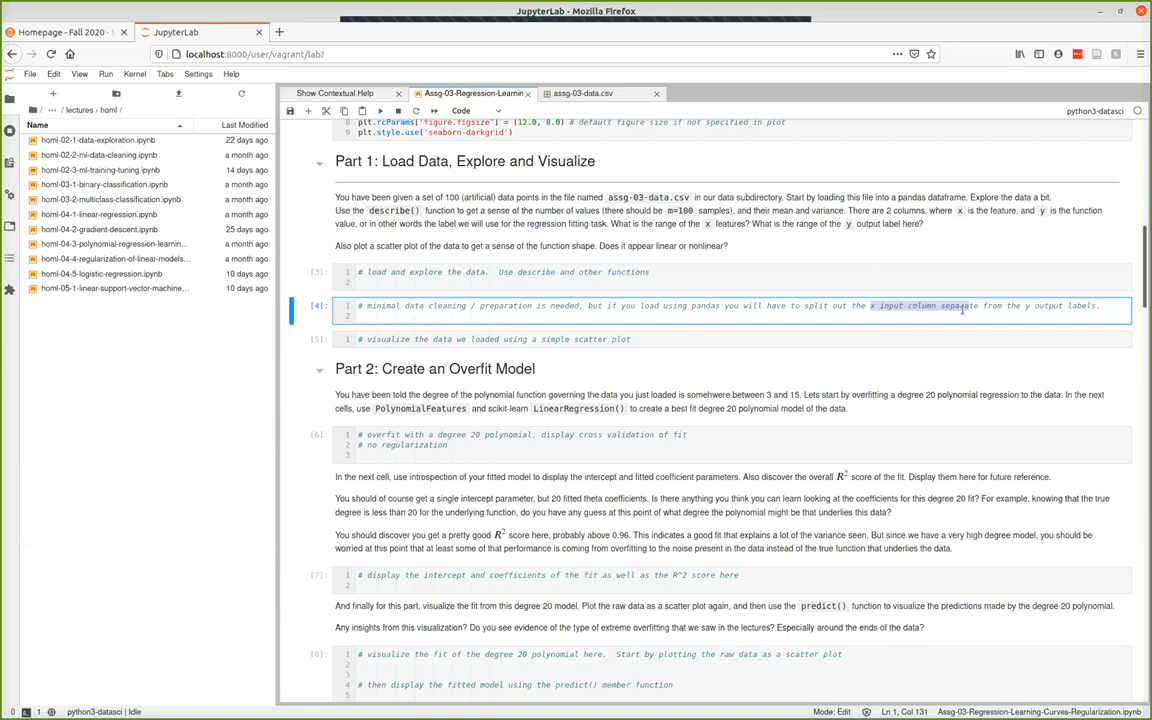 JupyterLab - Mozilla Firefox
Homepage - Fall 2020 -
JupyterLab
localhost:8000/user/vagrant/lab?
File Edit View Run Kernel Tabs Settings Help
Show Contextual Help
Assg-03-Regression-Learnin
assg-03-data.csv
/ ··· / lectures / homl /
Code
python3-datasci
Name
Last Modified
homl-02-1-data-exploration.ipynb 22 days ago
homl-02-2-ml-data-cleaning.ipynb a month ago
homl-02-3-ml-training-tuning.ipynb 14 days ago
homl-03-1-binary-classification.ipynb a month ago
homl-03-2-multiclass-classification.ipynb a month ago
homl-04-1-linear-regression.ipynb a month ago
homl-04-2-gradient-descent.ipynb 25 days ago
homl-04-3-polynomial-regression-learnin... a month ago
homl-04-4-regularization-of-linear-models... a month ago
homl-04-5-logistic-regression.ipynb 10 days ago
homl-05-1-linear-support-vector-machine... 10 days ago
8 plt.rcParams['figure.figsize'] = (12.0, 8.0) # default figure size if not specified in plot
9 plt.style.use('seaborn-darkgrid')
Part 1: Load Data, Explore and Visualize
You have been given a set of 100 (artificial) data points in the file named assg-03-data.csv in our data subdirectory. Start by loading this file into a pandas dataframe. Explore the data a bit.
Use the describe() function to get a sense of the number of values (there should be m=100 samples), and their mean and variance. There are 2 columns, where x is the feature, and y is the function
value, or in other words the label we will use for the regression fitting task. What is the range of the x features? What is the range of the y output label here?
Also plot a scatter plot of the data to get a sense of the function shape. Does it appear linear or nonlinear?
[3]: 1 # load and explore the data. Use describe and other functions
2
[4]: 1 # minimal data cleaning / preparation is needed, but if you load using pandas you will have to split out the x input column separate from the y output labels.
2
[5]: 1 # visualize the data we loaded using a simple scatter plot
Part 2: Create an Overfit Model
You have been told the degree of the polynomial function governing the data you just loaded is somehwere between 3 and 15. Lets start by overfitting a degree 20 polynomial regression to the data. In the next
cells, use PolynomialFeatures and scikit-learn LinearRegression() to create a best fit degree 20 polynomial model of the data.
[6]: 1 # overfit with a degree 20 polynomial, display cross validation of fit
2 # no regularization
3
In the next cell, use introspection of your fitted model to display the intercept and fitted coefficient parameters. Also discover the overall R² score of the fit. Display them here for future reference.
You should of course get a single intercept parameter, but 20 fitted theta coefficients. Is there anything you think you can learn looking at the coefficients for this degree 20 fit? For example, knowing that the true
degree is less than 20 for the underlying function, do you have any guess at this point of what degree the polynomial might be that underlies this data?
You should discover you get a pretty good R² score here, probably above 0.96. This indicates a good fit that explains a lot of the variance seen. But since we have a very high degree model, you should be
worried at this point that at least some of that performance is coming from overfitting to the noise present in the data instead of the true function that underlies the data.
[7]: 1 # display the intercept and coefficients of the fit as well as the R^2 score here
2
And finally for this part, visualize the fit from this degree 20 model. Plot the raw data as a scatter plot again, and then use the predict() function to visualize the predictions made by the degree 20 polynomial.
Any insights from this visualization? Do you see evidence of the type of extreme overfitting that we saw in the lectures? Especially around the ends of the data?
[8]: 1 # visualize the fit of the degree 20 polynomial here. Start by plotting the raw data as a scatter plot
2
3
4 # then display the fitted model using the predict() member function
5
0 1 python3-datasci | Idle
Mode: Edit Ln 1, Col 131 Assg-03-Regression-Learning-Curves-Regularization.ipynb